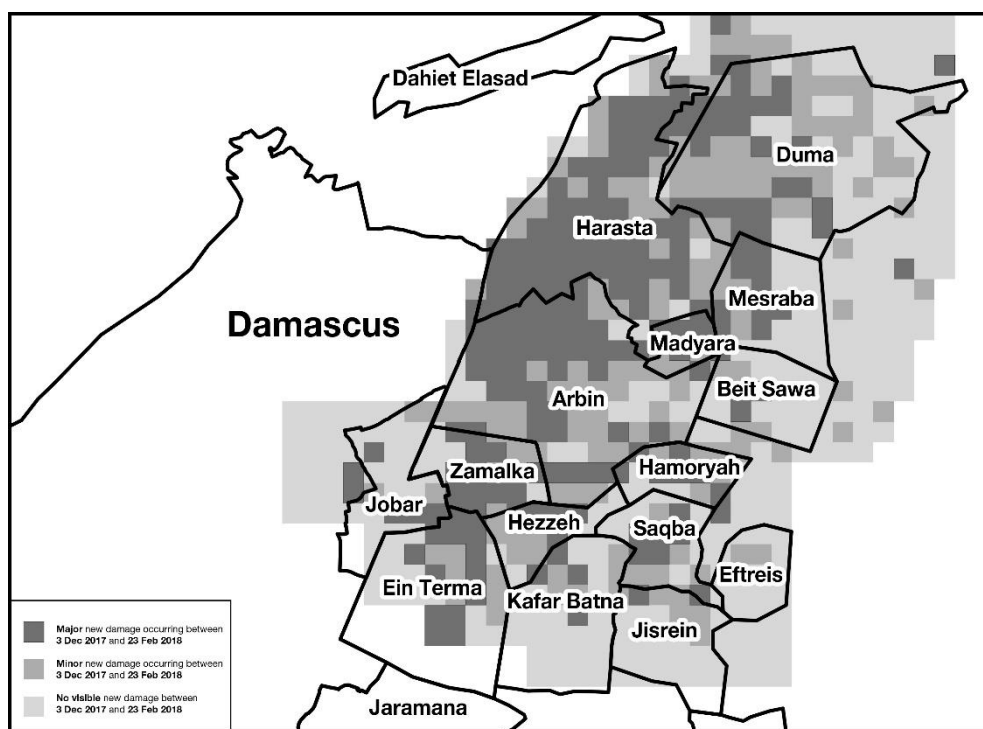 Dahiet Elasad
Duma
Harasta
Mesraba
Damascus
Madyara
Beit Sawa
Arbin
Zamalka
Hamoryah
Jobar
Hezzeh
Saqba
Eftreis
Ein Terma
Kafar Batna
Jisrein
Jaramana
Major new damage occurring between
3 Dec 2017 and 23 Feb 2018
Minor new damage occurring between
3 Dec 2017 and 23 Feb 2018
No visible new damage between
3 Dec 2017 and 23 Feb 2018